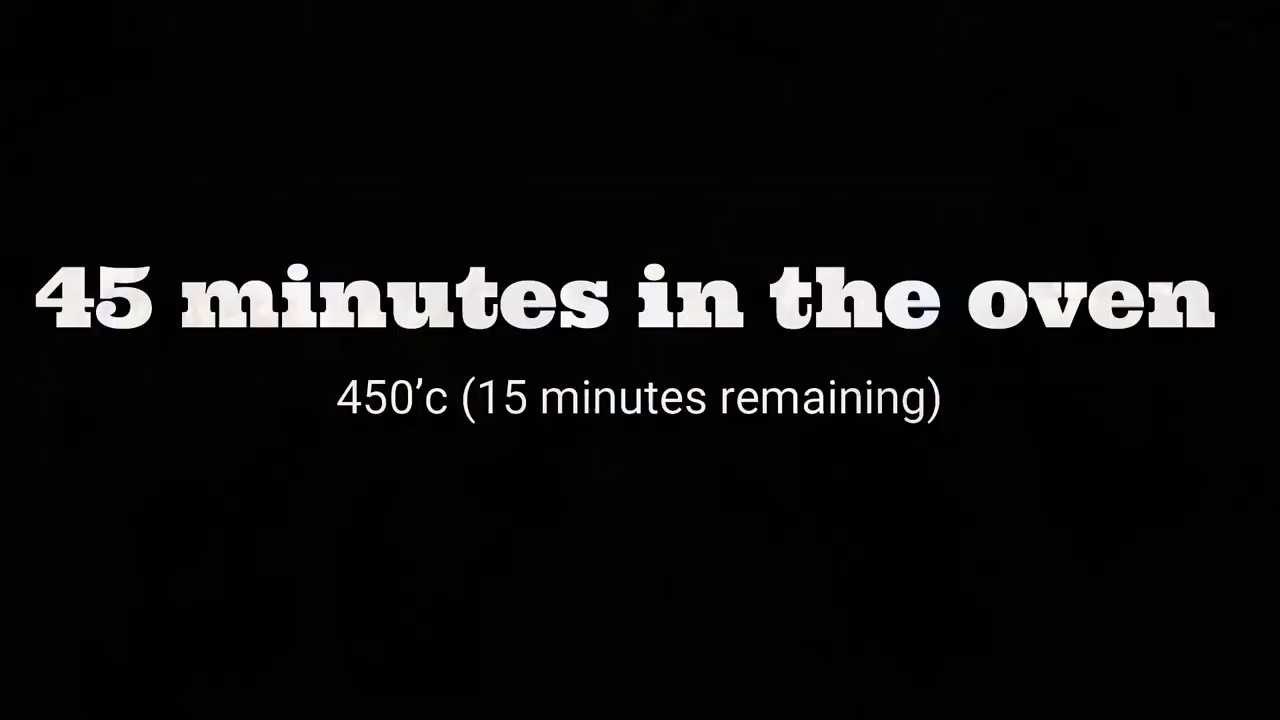 45 minutes in the oven
450’c (15 minutes remaining)